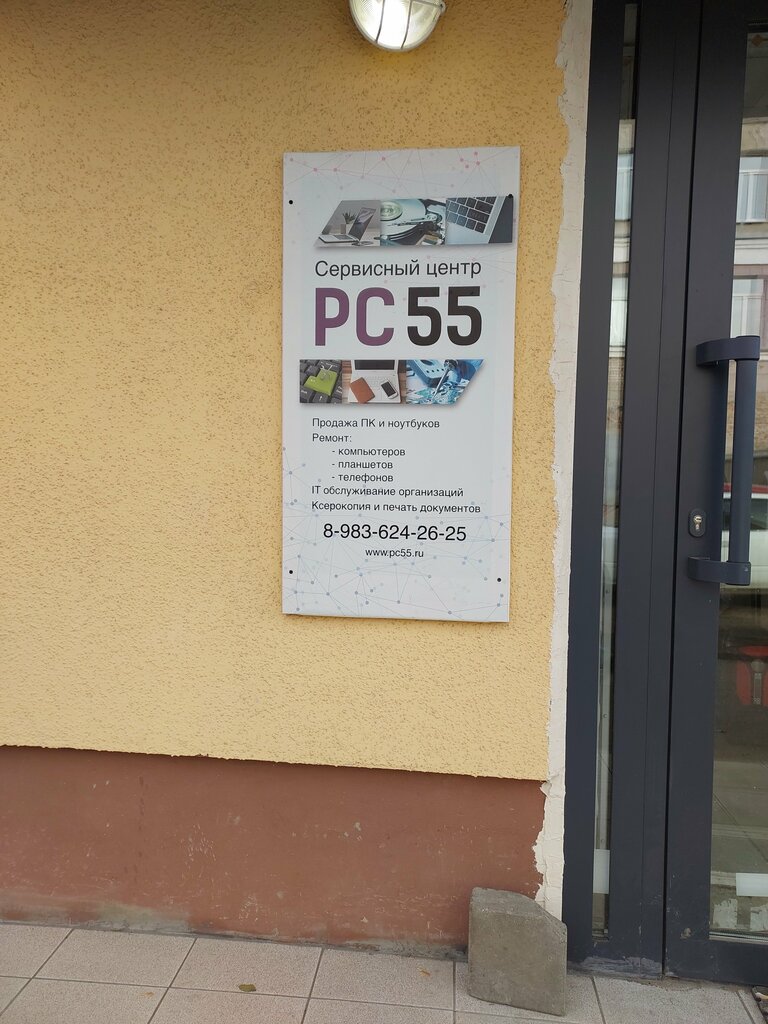 Сервисный центр
PC 55
Продажа ПК и ноутбуков
Ремонт:
- компьютеров
- планшетов
- телефонов
IT обслуживание организаций
Ксерокопия и печать документов
8-983-624-26-25
www.pc55.ru